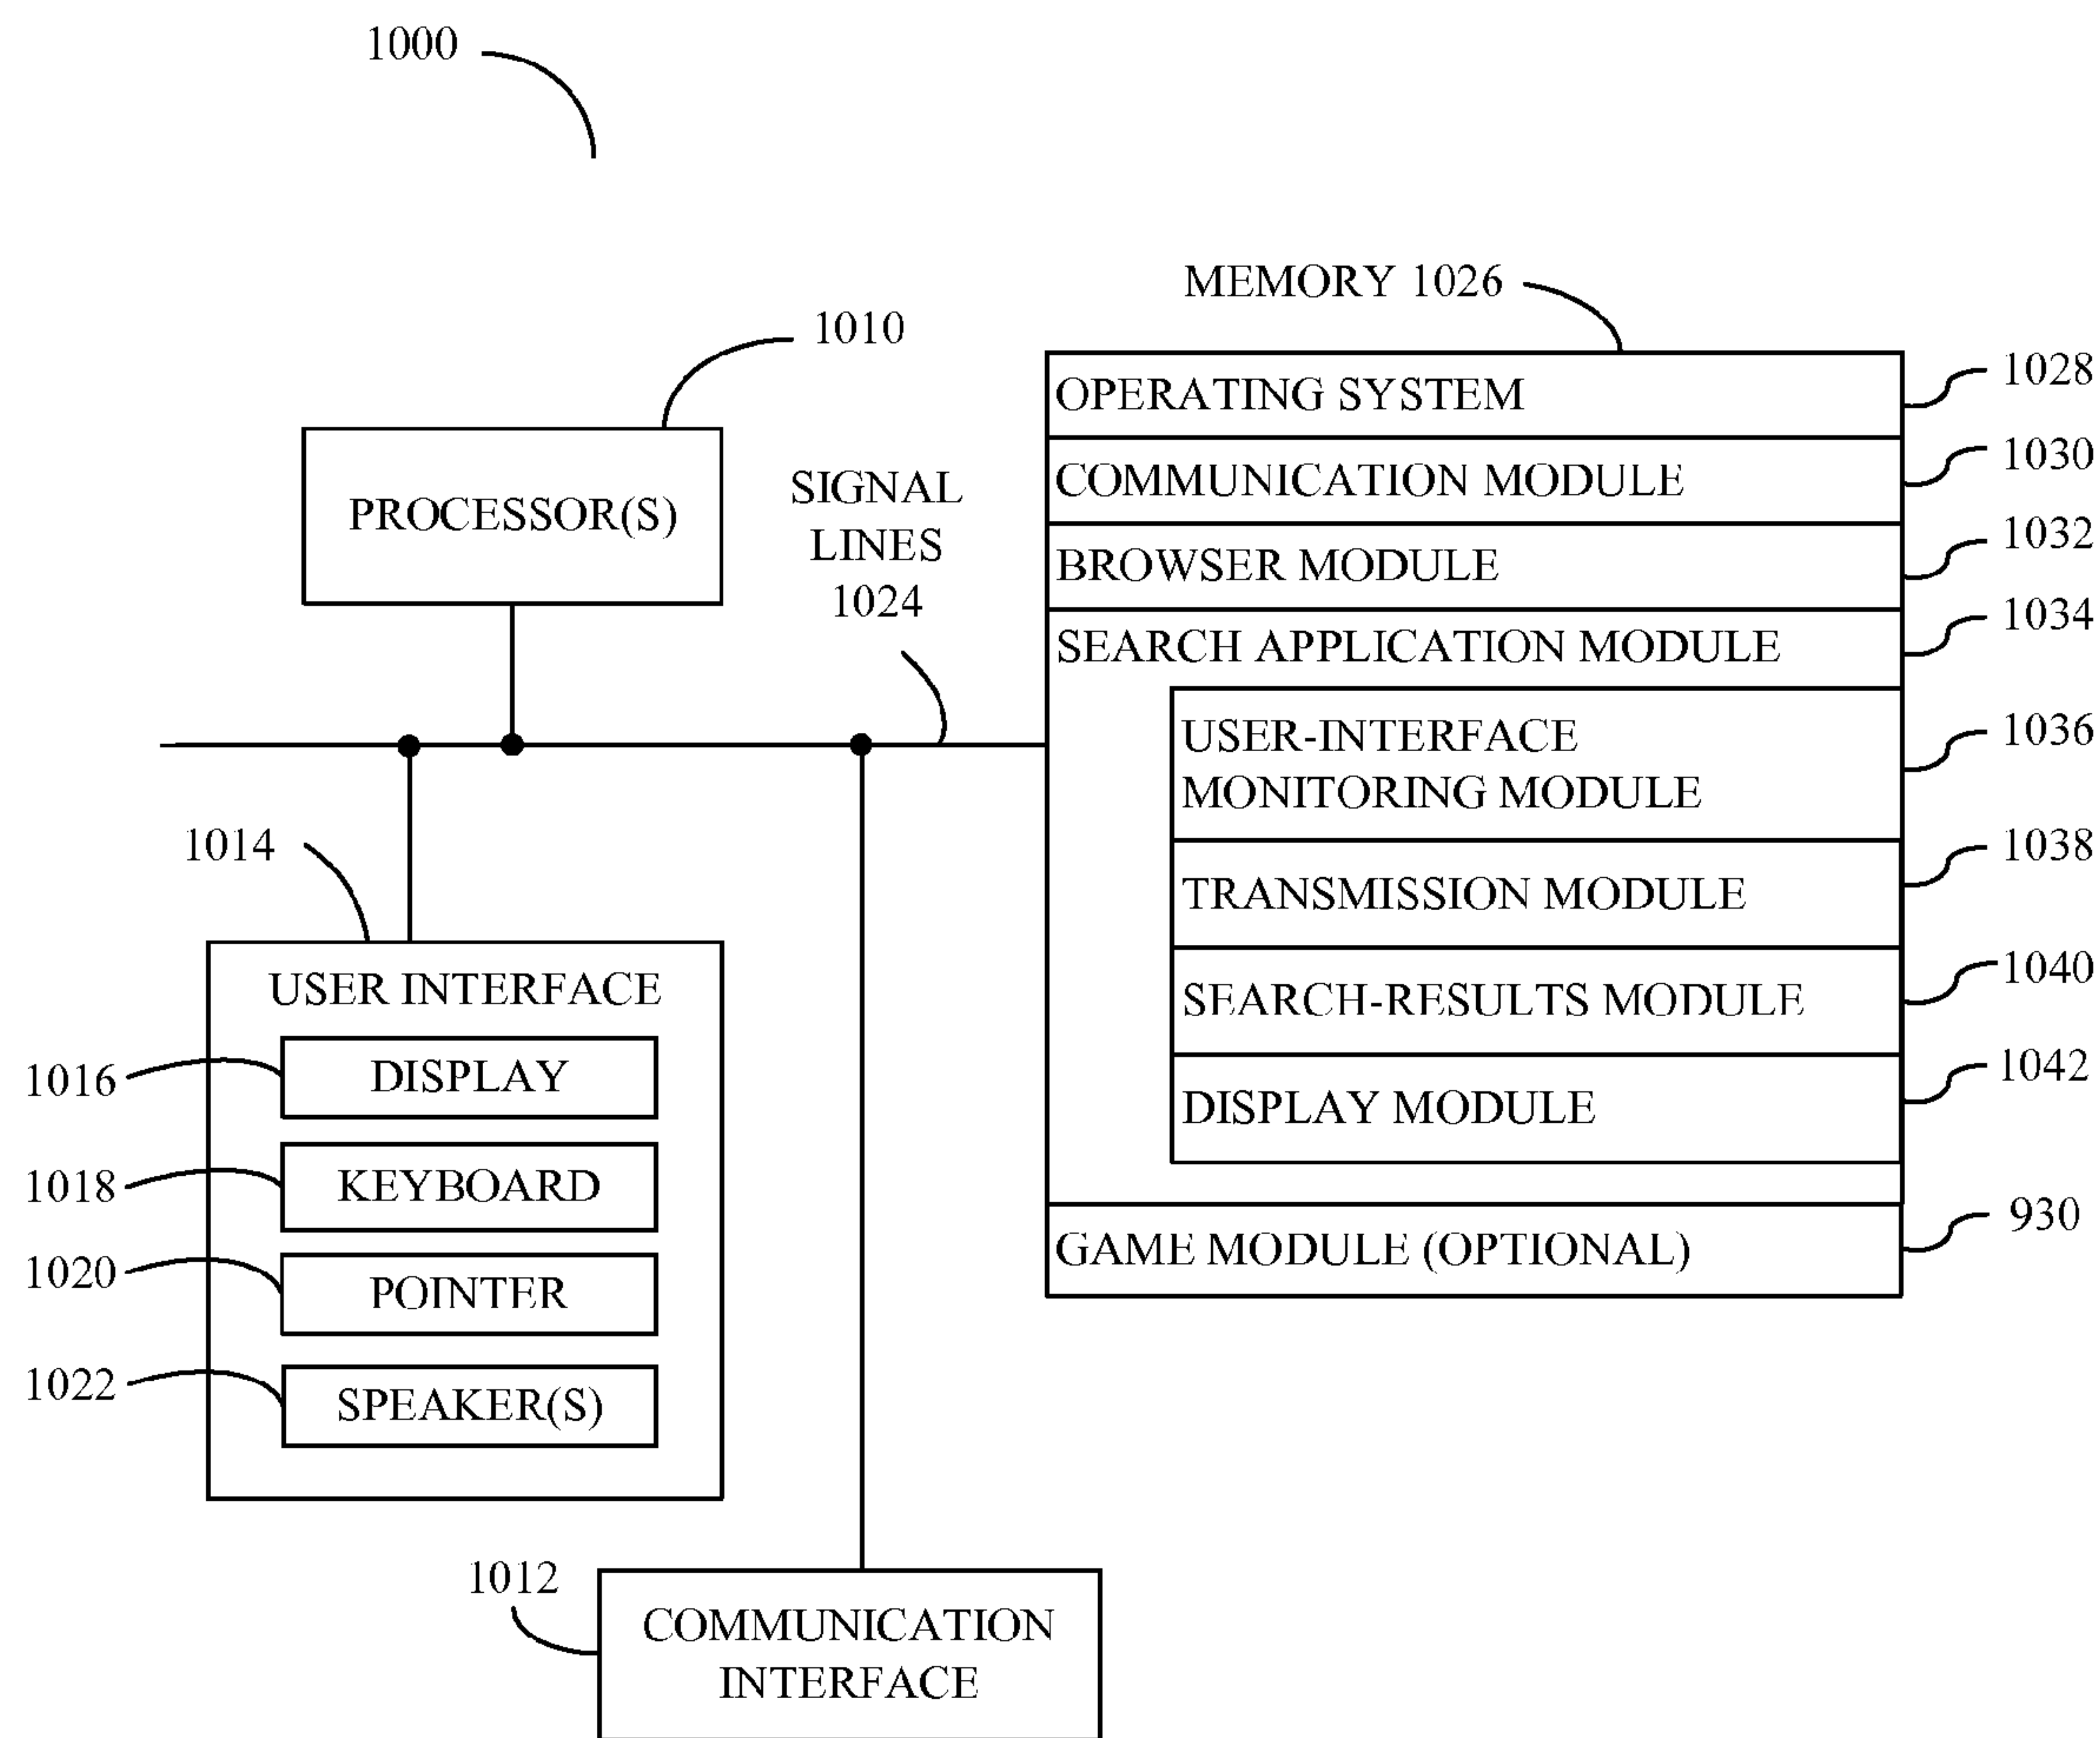 1000
MEMORY 1026
1010
PROCESSOR(S)
SIGNAL
LINES
1024
OPERATING SYSTEM
1028
COMMUNICATION MODULE
1030
BROWSER MODULE
1032
SEARCH APPLICATION MODULE
1034
USER-INTERFACE
MONITORING MODULE
1036
TRANSMISSION MODULE
1038
SEARCH-RESULTS MODULE
1040
DISPLAY MODULE
1042
GAME MODULE (OPTIONAL)
930
1014
USER INTERFACE
1016
DISPLAY
1018
KEYBOARD
1020
POINTER
1022
SPEAKER(S)
1012
COMMUNICATION
INTERFACE